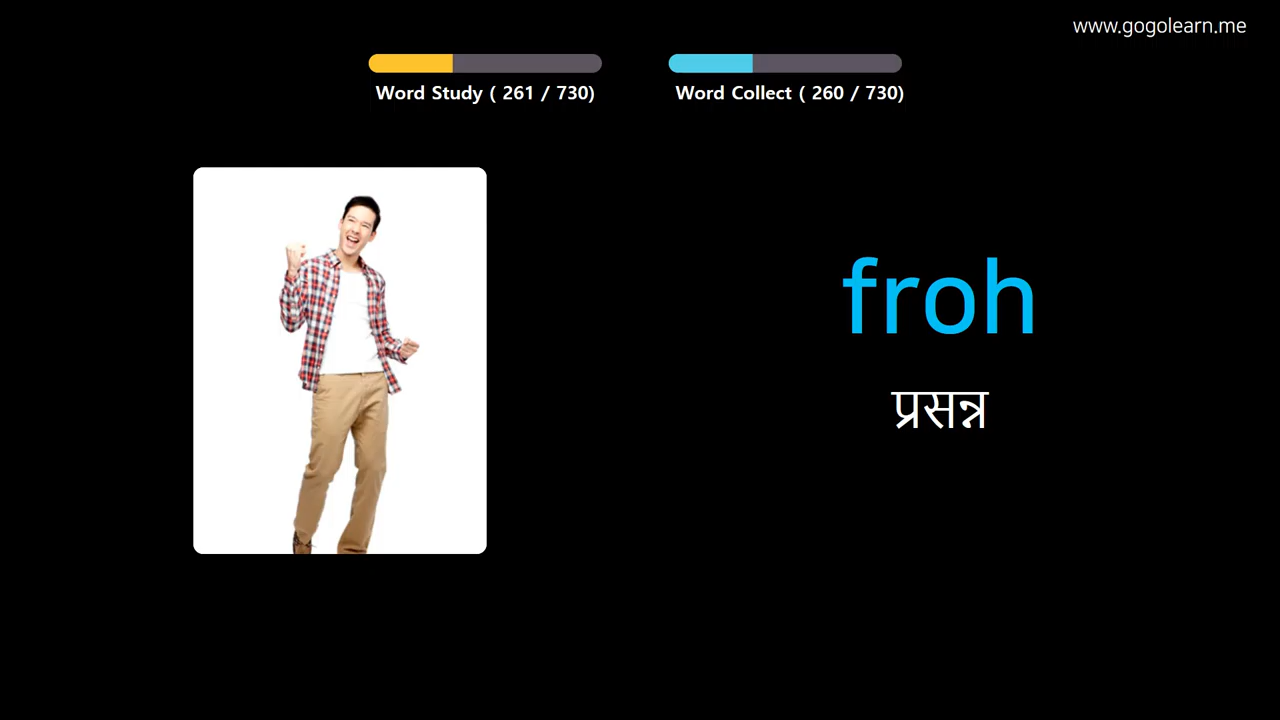 www.gogolearn.me
Word Study ( 261 / 730)
Word Collect ( 260 / 730)
froh
प्रसन्न